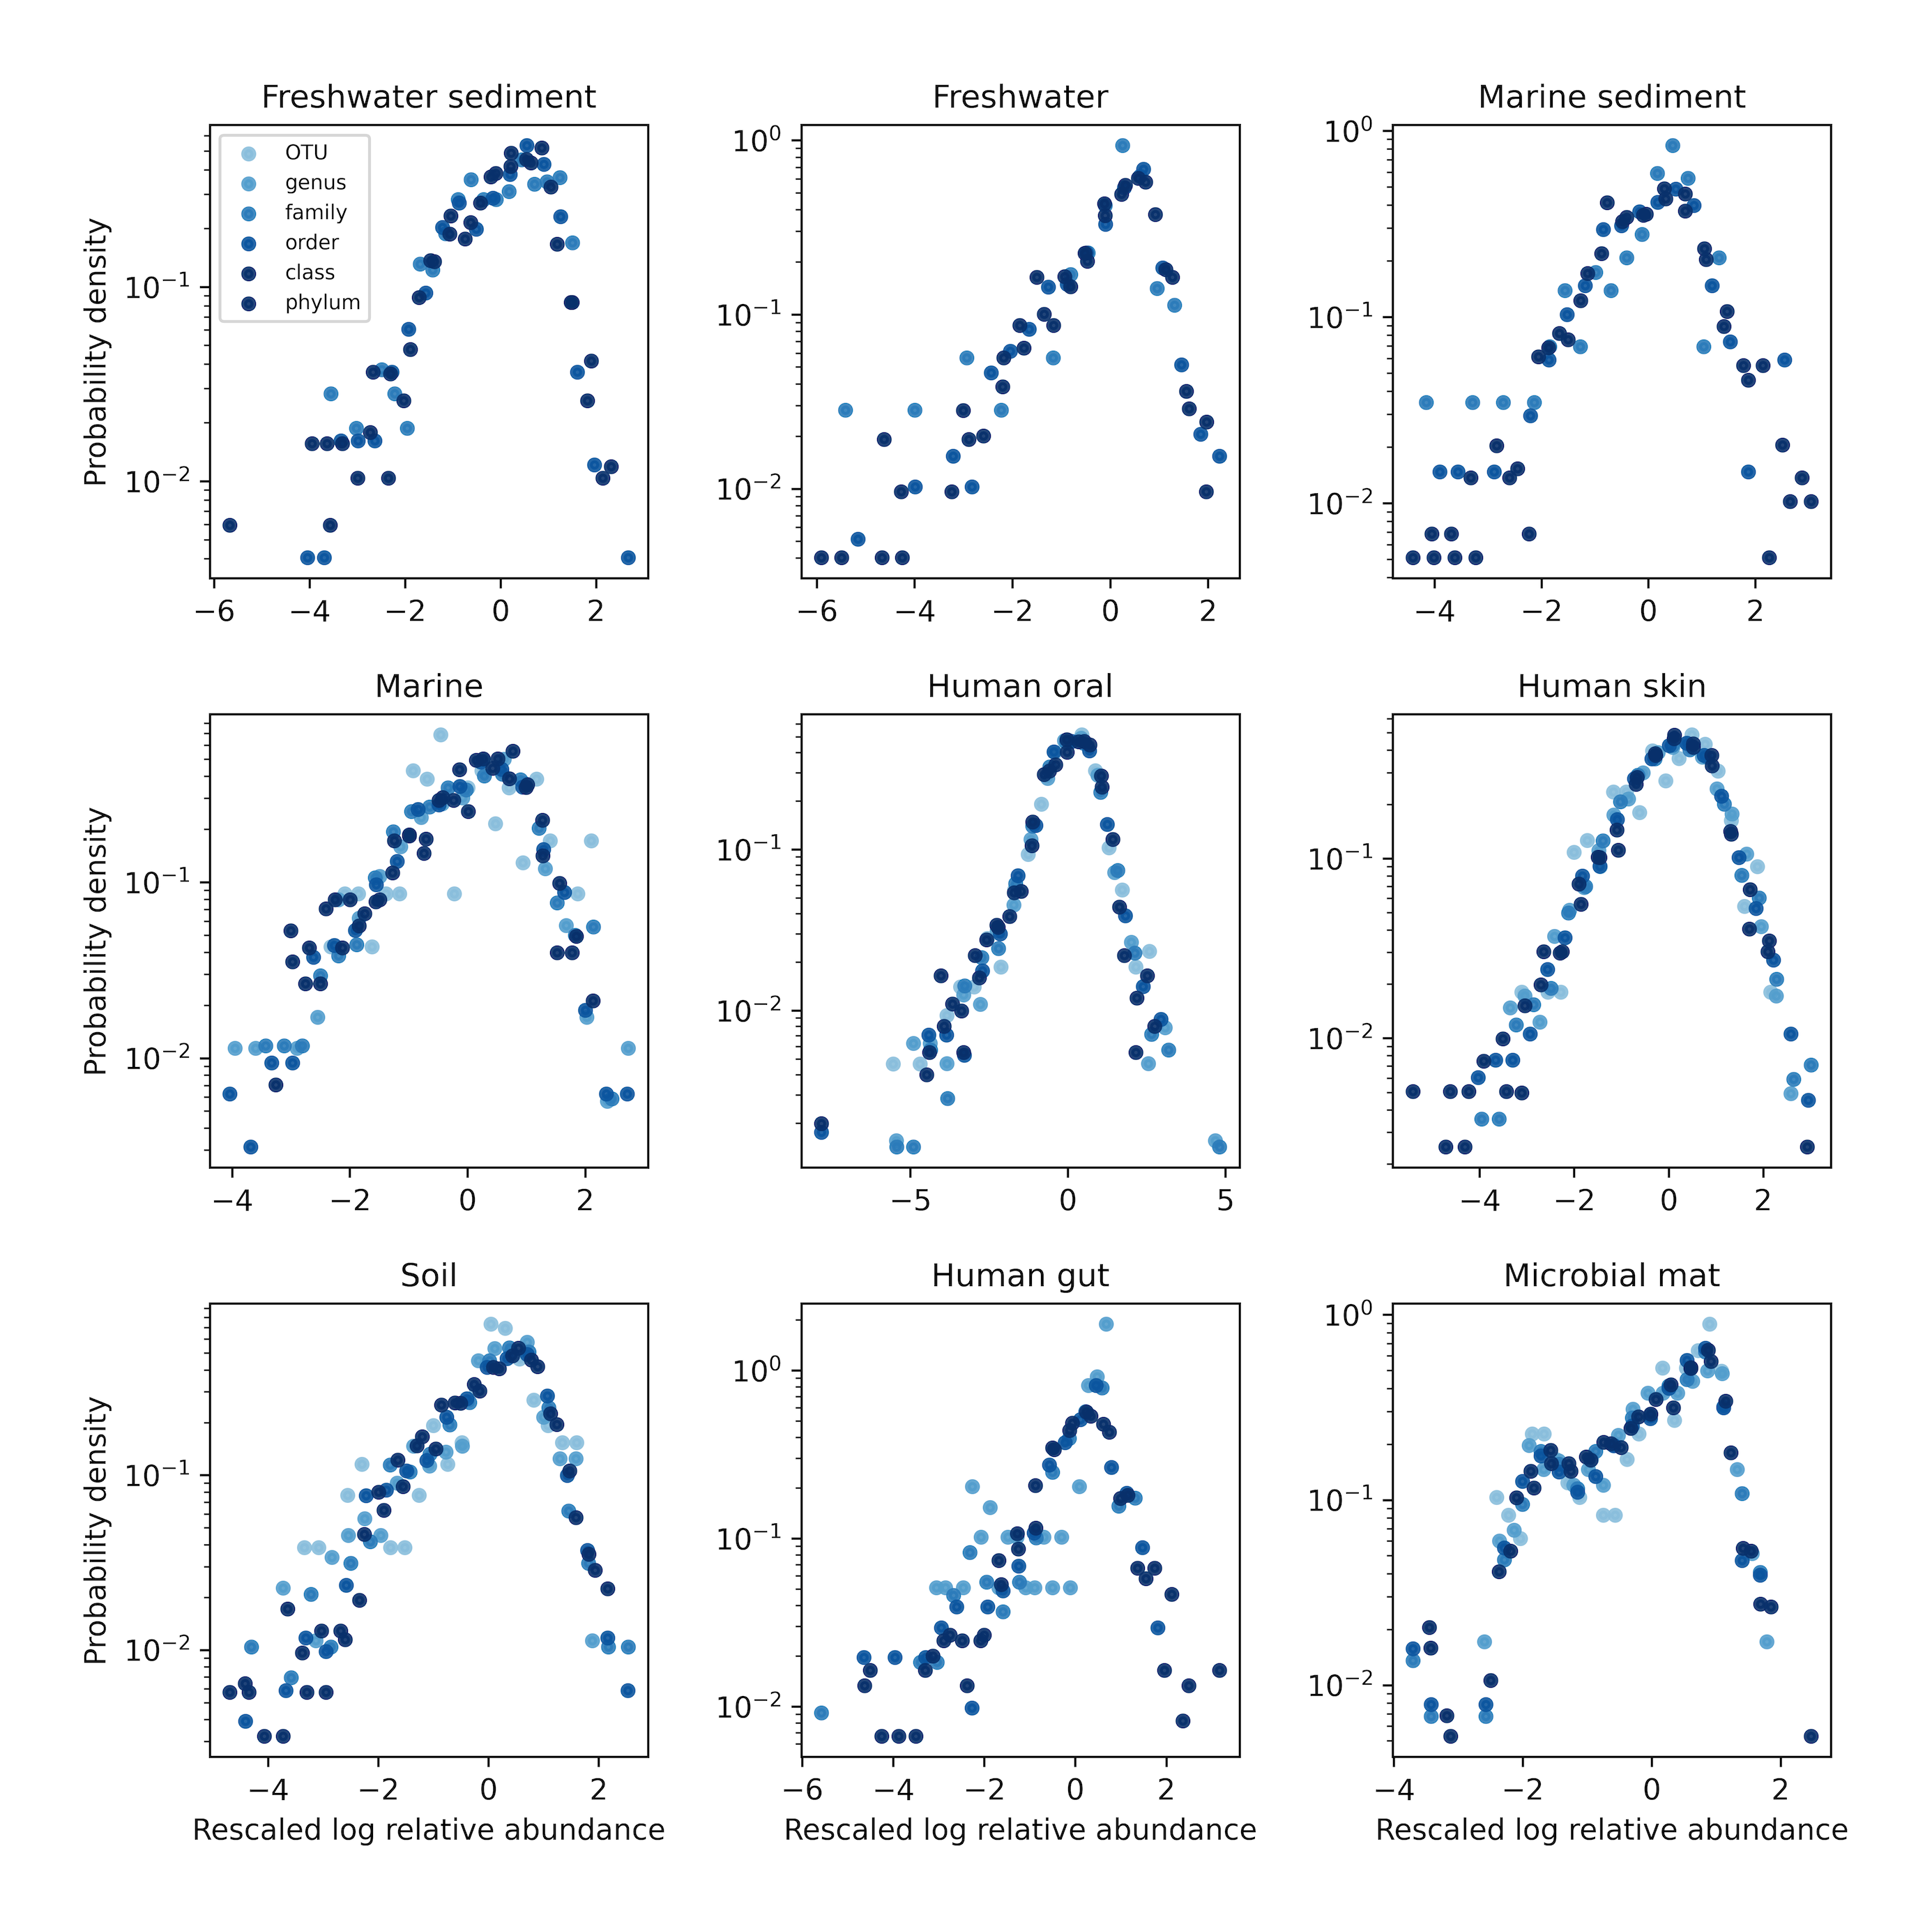 Freshwater sediment
Freshwater
Marine sediment
Probability density
10⁻¹
10⁻²
OTU
genus
family
order
class
phylum
−6 −4 −2 0 2
10⁰
10⁻¹
10⁻²
−6 −4 −2 0 2
10⁰
10⁻¹
10⁻²
−4 −2 0 2
Marine
Human oral
Human skin
Probability density
10⁻¹
10⁻²
−4 −2 0 2
10⁻¹
10⁻²
−5 0 5
10⁻¹
10⁻²
−4 −2 0 2
Soil
Human gut
Microbial mat
Probability density
10⁻¹
10⁻²
−4 −2 0 2
Rescaled log relative abundance
10⁰
10⁻¹
10⁻²
−6 −4 −2 0 2
Rescaled log relative abundance
10⁰
10⁻¹
10⁻²
−4 −2 0 2
Rescaled log relative abundance